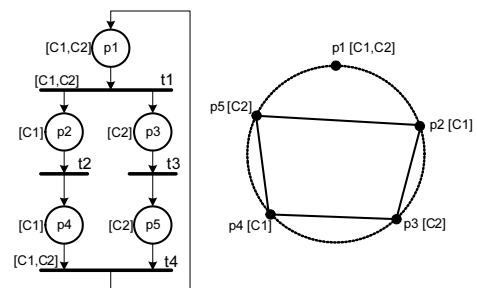 [C1,C2] p1
[C1,C2] t1
[C1] p2 [C2] p3
t2 t3
[C1] p4 [C2] p5
[C1,C2] t4
p1 [C1,C2]
p5 [C2]
p2 [C1]
p4 [C1]
p3 [C2]